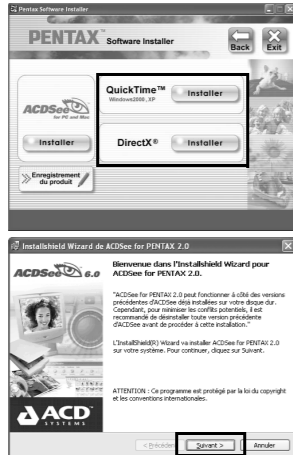 Pentax Software Installer
PENTAX™ Software Installer
Back
Exit
ACDSee™
for PC and Mac
Installer
QuickTime™
Windows2000,XP
Installer
DirectX®
Installer
Enregistrement
du produit
Installshield Wizard de ACDSee for PENTAX 2.0
ACDSee 6.0
Bienvenue dans l'Installshield Wizard pour
ACDSee for PENTAX 2.0.
"ACDSee for PENTAX 2.0 peut fonctionner à côté des versions
précédentes d'ACDSee déjà installées sur votre disque dur.
Cependant, pour minimiser les conflits potentiels, il est
recommandé de désinstaller toute version précédente
d'ACDSee avant de procéder à cette installation."
L'InstallShield(R) Wizard va installer ACDSee for PENTAX 2.0
sur votre système. Pour continuer, cliquez sur Suivant.
ATTENTION : Ce programme est protégé par la loi du copyright
et les conventions internationales.
ACD
SYSTEMS
< Précédent
Suivant >
Annuler